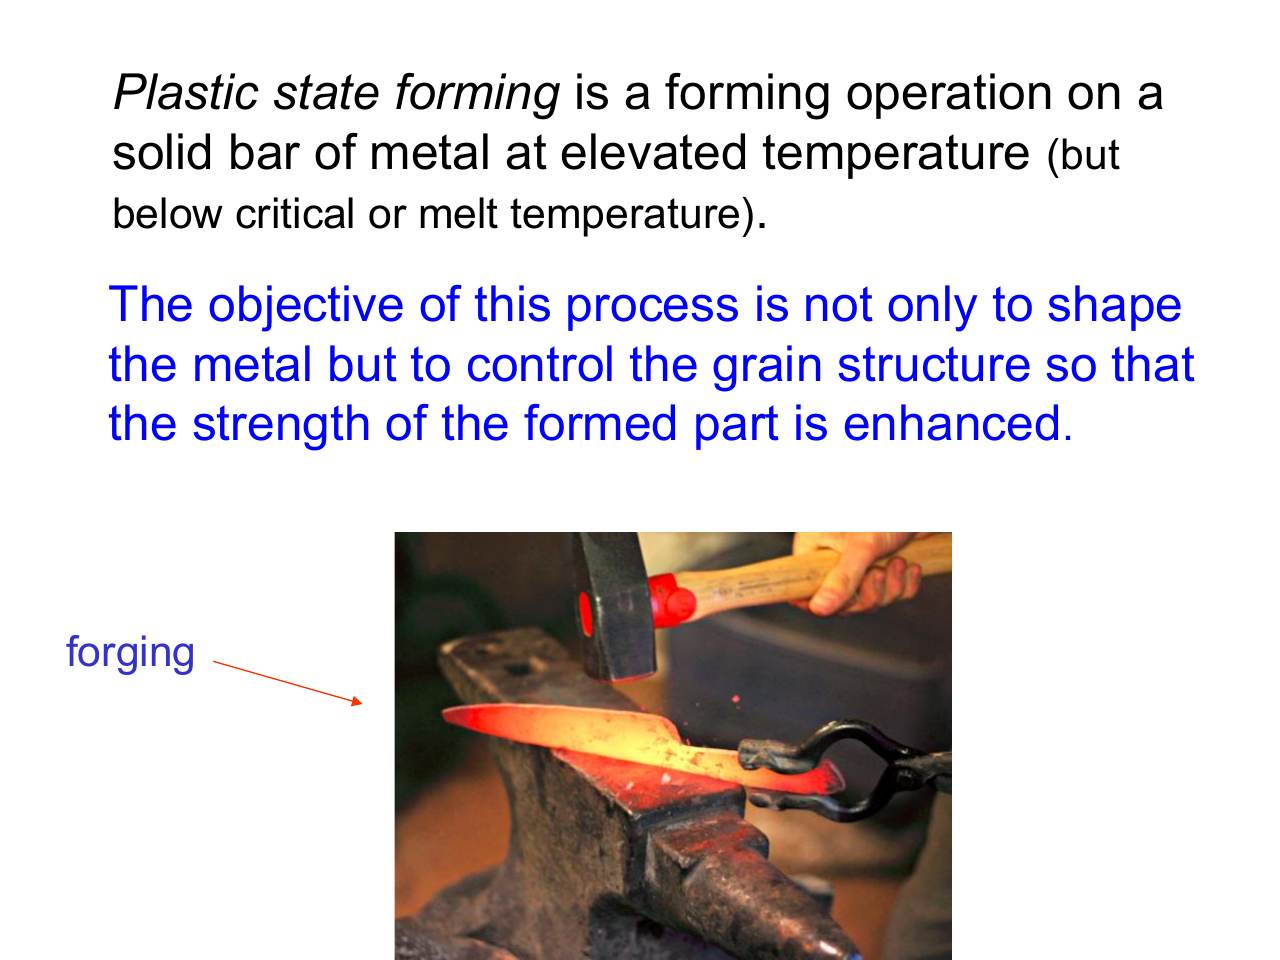 Plastic state forming is a forming operation on a
solid bar of metal at elevated temperature (but
below critical or melt temperature).
The objective of this process is not only to shape
the metal but to control the grain structure so that
the strength of the formed part is enhanced.
forging